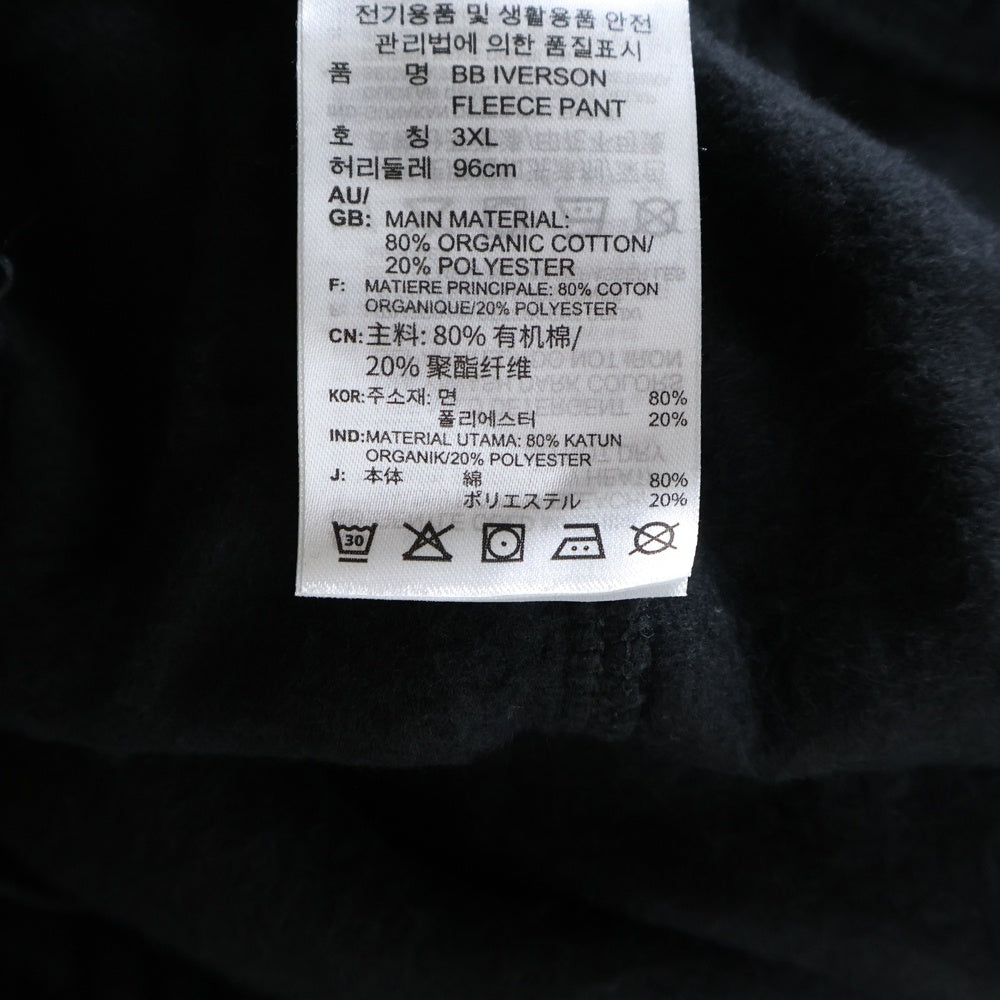 전기용품 및 생활용품 안전
관리법에 의한 품질표시
품 명 BB IVERSON
FLEECE PANT
호 칭 3XL
허리둘레 96cm
AU/
GB: MAIN MATERIAL:
80% ORGANIC COTTON/
20% POLYESTER
F: MATIERE PRINCIPALE: 80% COTON
ORGANIQUE/20% POLYESTER
CN: 主料: 80% 有机棉/
20% 聚酯纤维
KOR: 주소재: 면 80%
폴리에스터 20%
IND: MATERIAL UTAMA: 80% KATUN
ORGANIK/20% POLYESTER
J: 本体 綿 80%
ポリエステル 20%
30